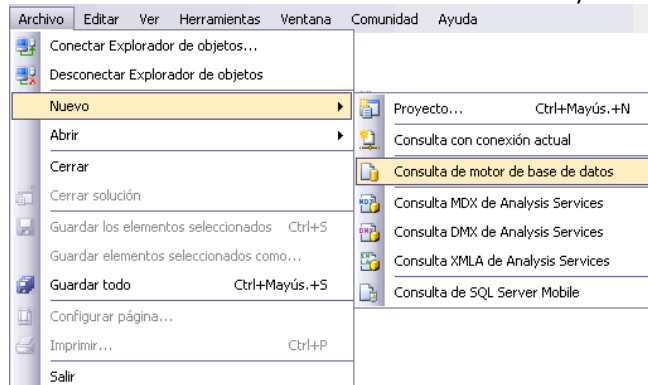 Archivo Editar Ver Herramientas Ventana Comunidad Ayuda
Conectar Explorador de objetos...
Desconectar Explorador de objetos
Nuevo
Abrir
Cerrar
Cerrar solución
Guardar los elementos seleccionados Ctrl+S
Guardar elementos seleccionados como...
Guardar todo Ctrl+Mayús.+S
Configurar página...
Imprimir... Ctrl+P
Salir
Proyecto... Ctrl+Mayús.+N
Consulta con conexión actual
Consulta de motor de base de datos
Consulta MDX de Analysis Services
Consulta DMX de Analysis Services
Consulta XMLA de Analysis Services
Consulta de SQL Server Mobile